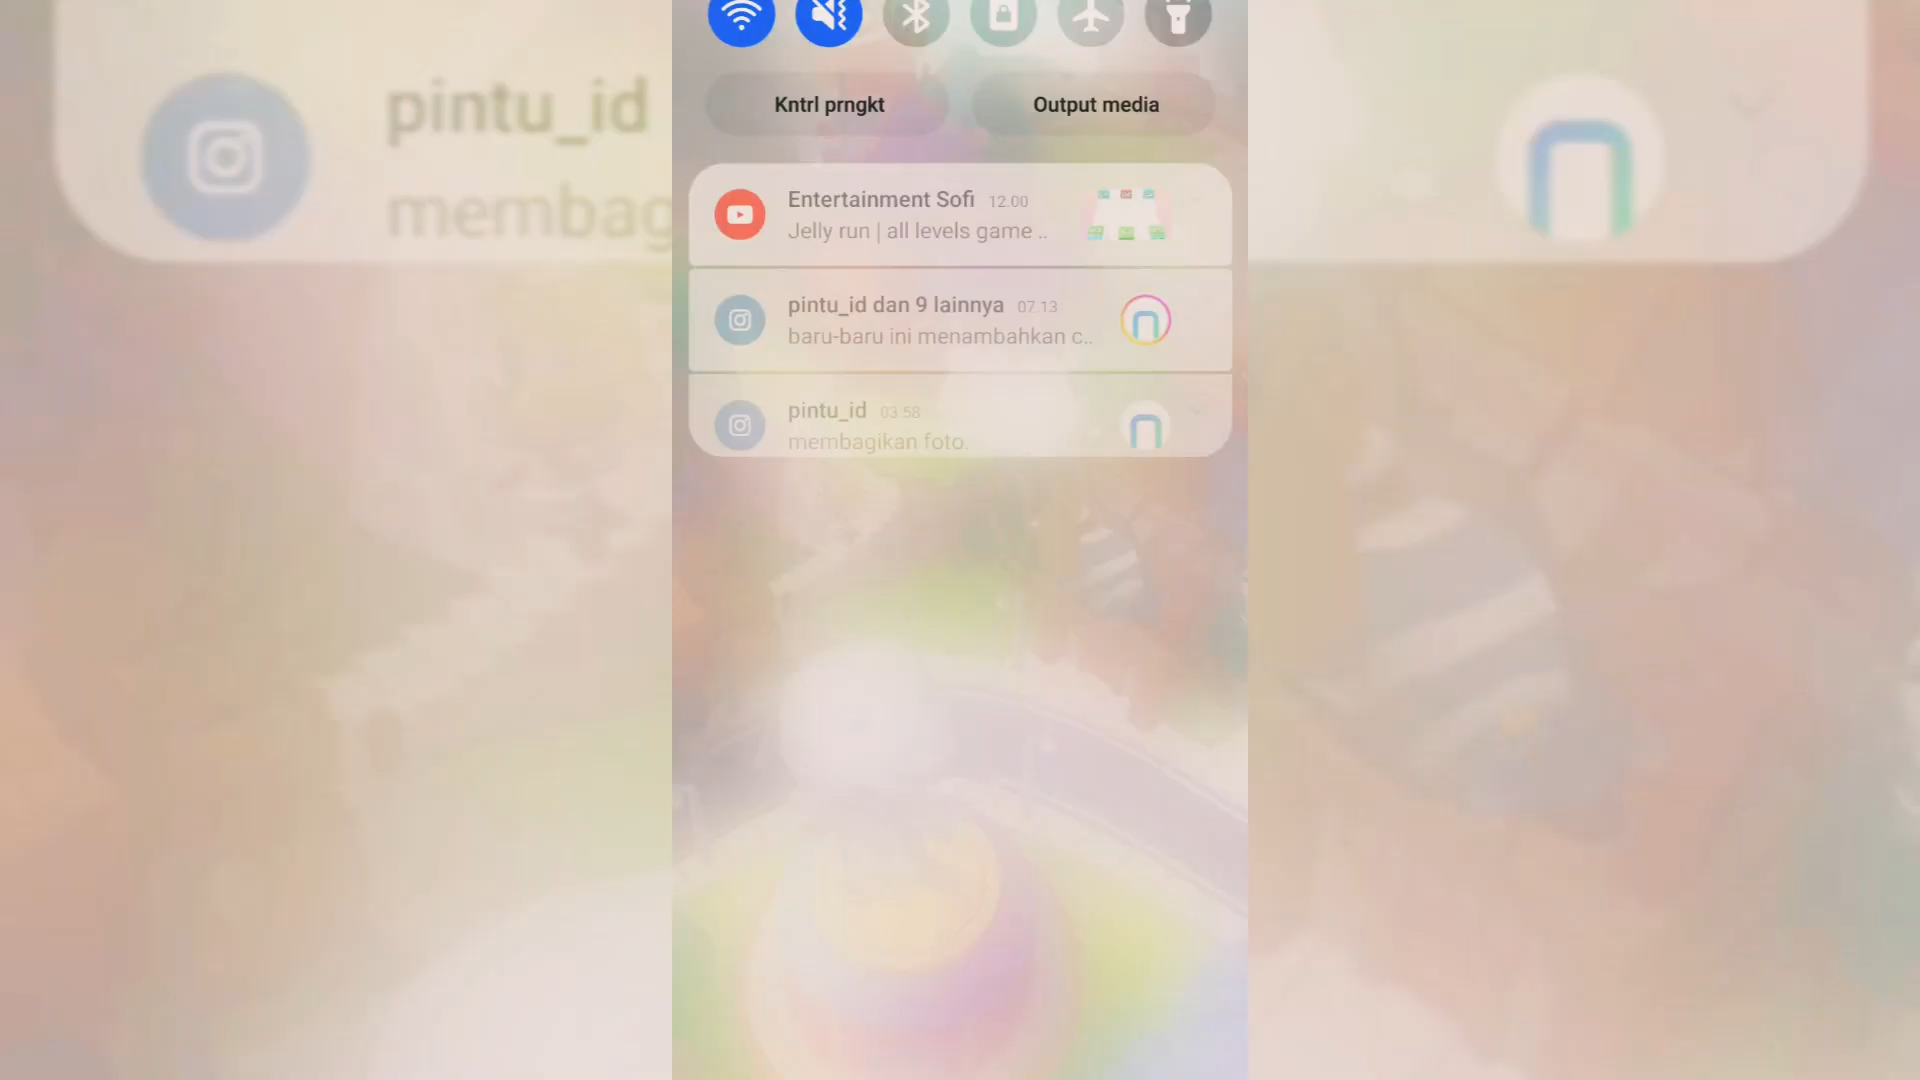 Kntrl prngkt
Output media
Entertainment Sofi 12.00
Jelly run | all levels game ..
pintu_id dan 9 lainnya 07.13
baru-baru ini menambahkan c..
pintu_id 03.58
membagikan foto.
pintu_id
membag